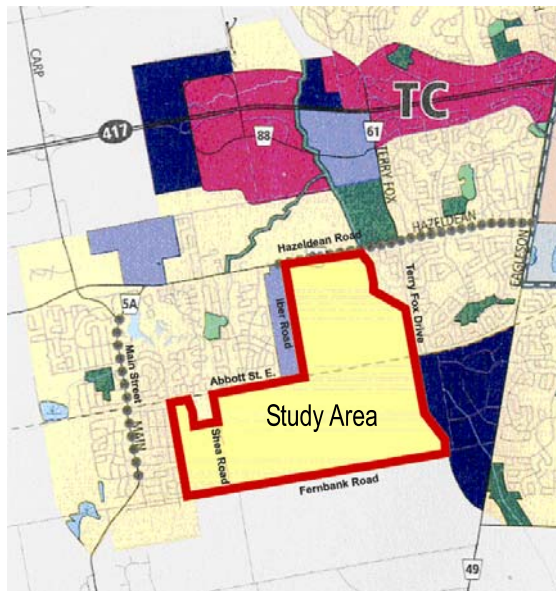 CARP
417
88
61
TC
TERRY FOX
Hazeldean Road
HAZELDEAN
EAGLESON
5A
Iber Road
Terry Fox Drive
Main Street
MAIN
Abbott St. E.
Study Area
Shea Road
Fernbank Road
49